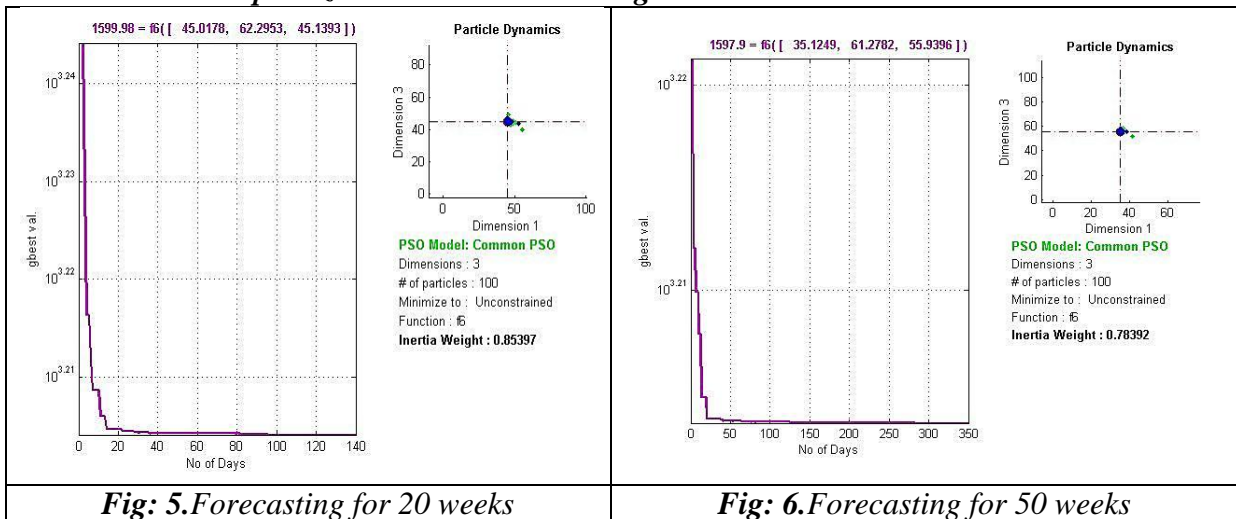 1599.98 = f6( [ 45.0178, 62.2953, 45.1393 ] )
10^3.24
10^3.23
10^3.22
10^3.21
gbest val.
0 20 40 60 80 100 120 140
No of Days
Particle Dynamics
80
60
40
20
0
Dimension 3
0 50 100
Dimension 1
PSO Model: Common PSO
Dimensions : 3
# of particles : 100
Minimize to : Unconstrained
Function : f6
Inertia Weight : 0.85397
Fig: 5.Forecasting for 20 weeks
1597.9 = f6( [ 35.1249, 61.2782, 55.9396 ] )
10^3.22
10^3.21
gbest val.
0 50 100 150 200 250 300 350
No of Days
Particle Dynamics
100
80
60
40
20
0
Dimension 3
0 20 40 60
Dimension 1
PSO Model: Common PSO
Dimensions : 3
# of particles : 100
Minimize to : Unconstrained
Function : f6
Inertia Weight : 0.78392
Fig: 6.Forecasting for 50 weeks